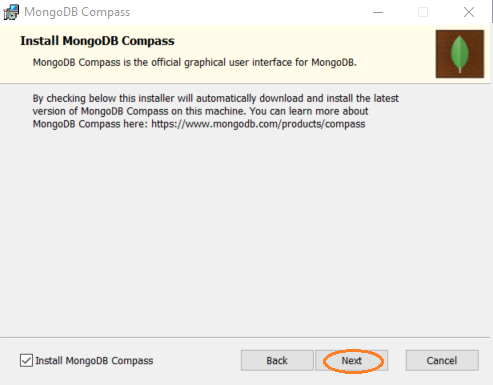 MongoDB Compass
Install MongoDB Compass
MongoDB Compass is the official graphical user interface for MongoDB.
By checking below this installer will automatically download and install the latest
version of MongoDB Compass on this machine. You can learn more about
MongoDB Compass here: https://www.mongodb.com/products/compass
Install MongoDB Compass
Back
Next
Cancel